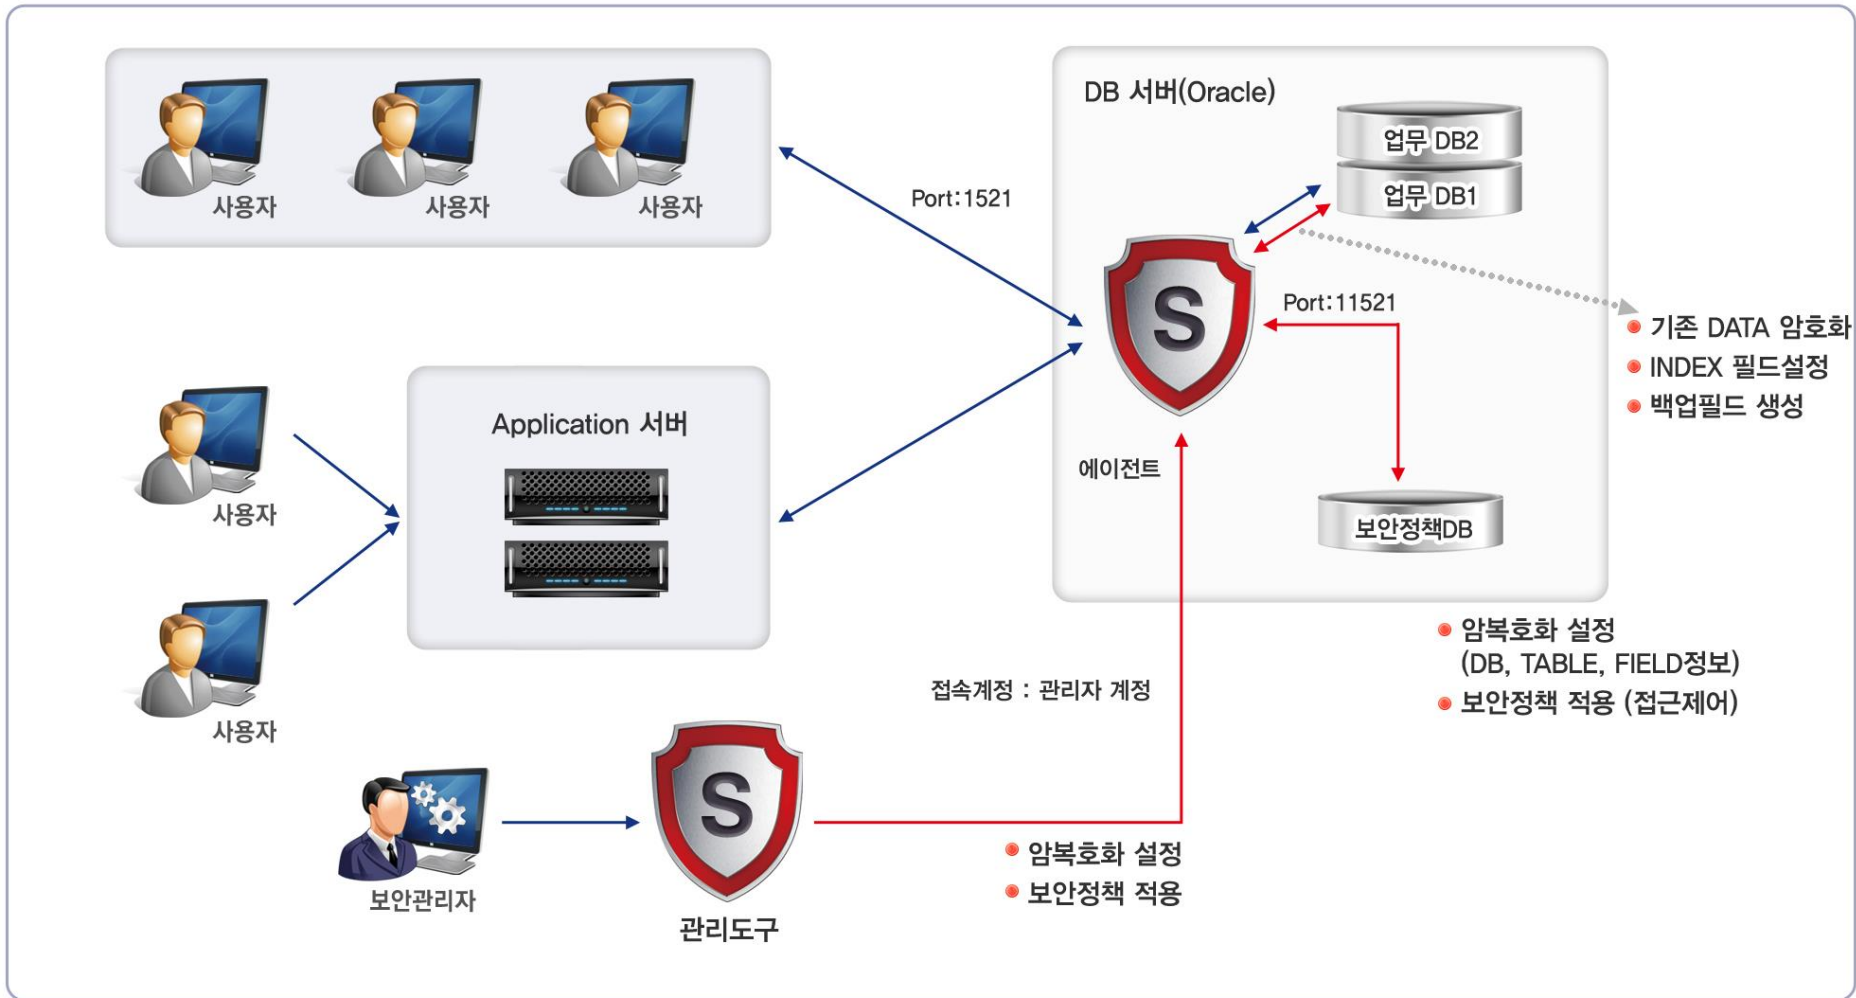 사용자
사용자
사용자
DB 서버(Oracle)
업무 DB2
업무 DB1
Port:1521
S
Port:11521
기존 DATA 암호화
INDEX 필드설정
백업필드 생성
Application 서버
에이전트
보안정책DB
사용자
사용자
암복호화 설정
(DB, TABLE, FIELD정보)
보안정책 적용 (접근제어)
접속계정 : 관리자 계정
S
보안관리자
관리도구
암복호화 설정
보안정책 적용